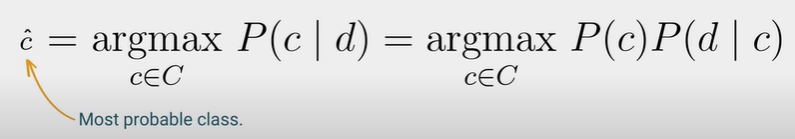 ĉ = argmax P(c | d) = argmax P(c)P(d | c)
c∈C c∈C
Most probable class.